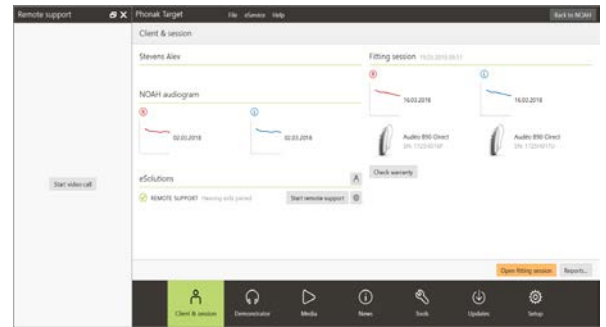 Remote support
Phonak Target
File eService Help
Back to NOAH
Client & session
Stevens Alex
NOAH audiogram
R
02.03.2018
L
02.03.2018
eSolutions
REMOTE SUPPORT Hearing aids paired
Start remote support
Start video call
Fitting session
R
16.03.2018
L
16.03.2018
Audéo B90 Direct
Audéo B90 Direct
Check warranty
Open fitting session
Reports...
Client & session
Demonstrator
Media
News
Tools
Updates
Setup